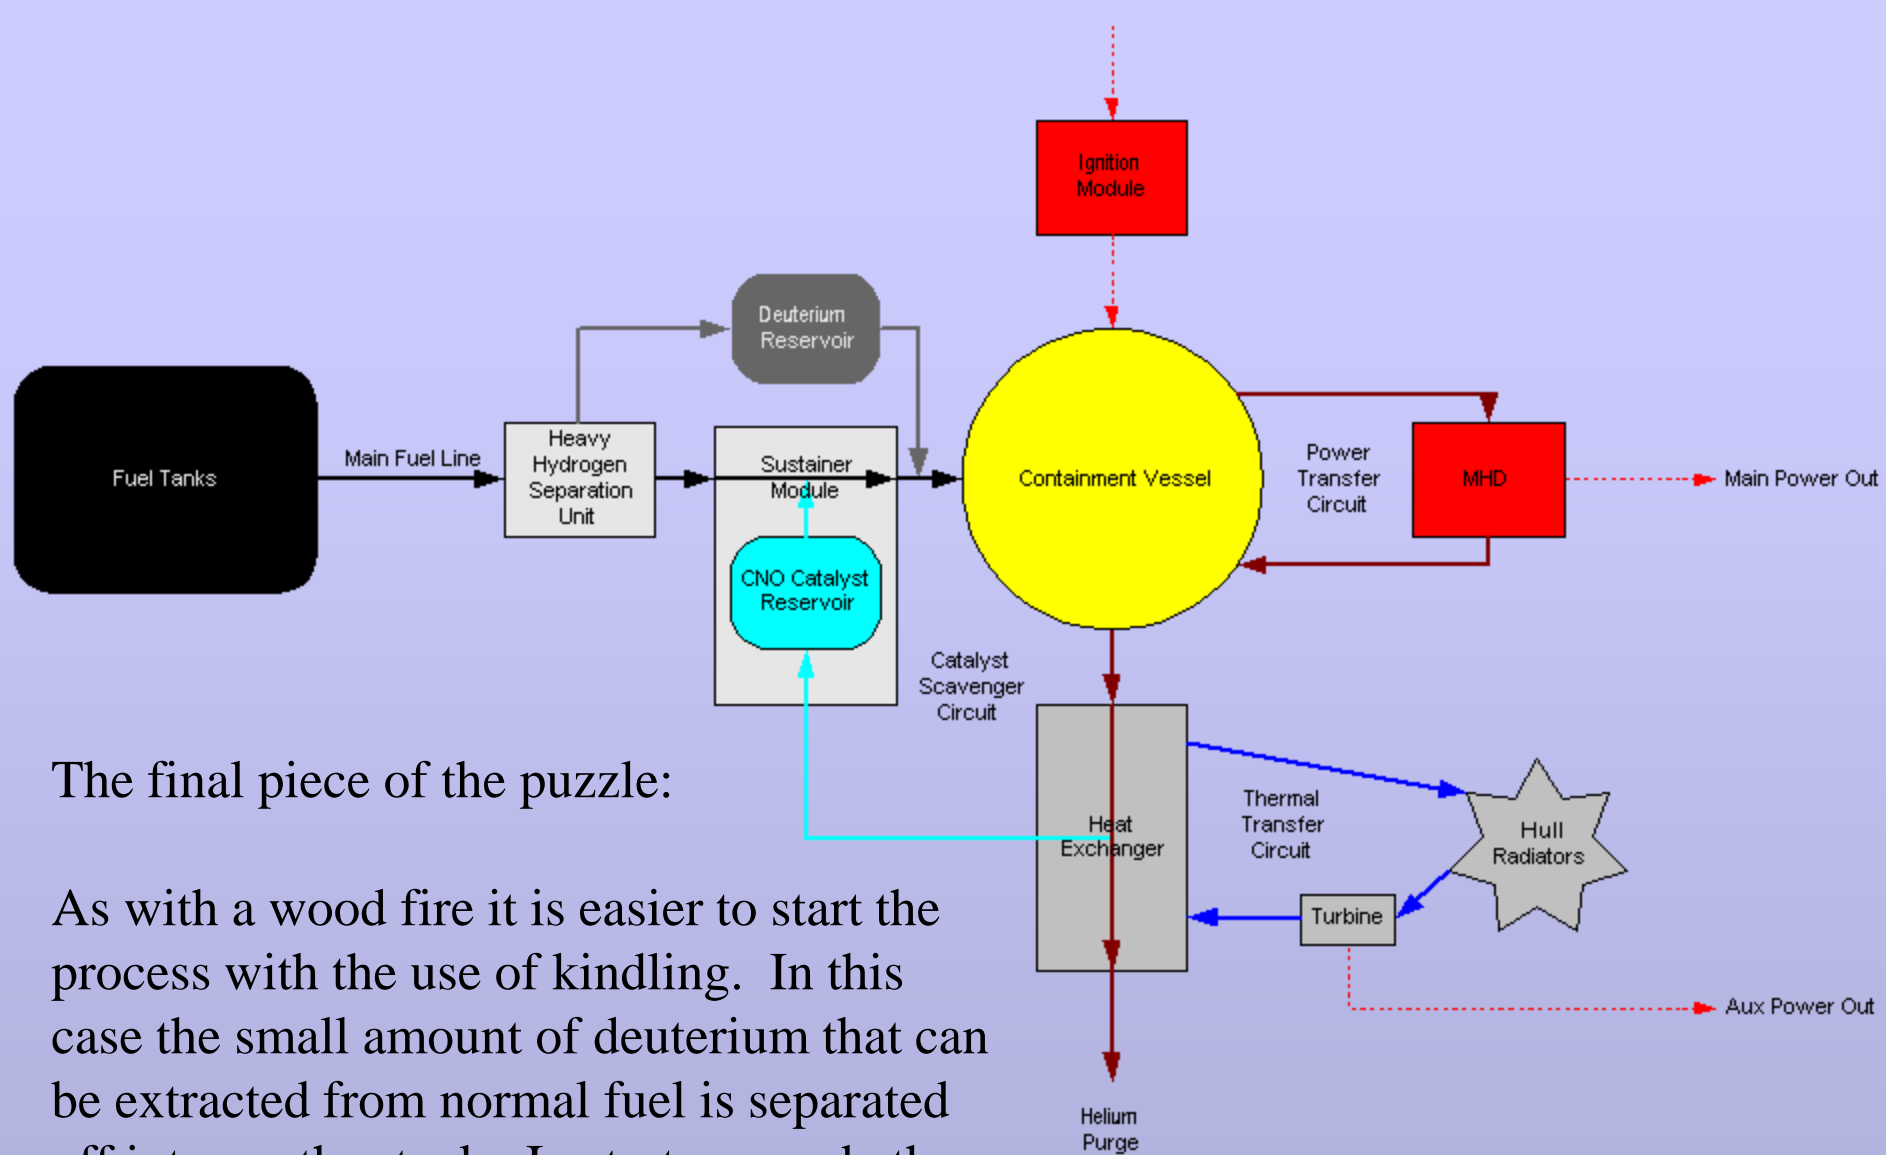 Ignition
Module
Deuterium
Reservoir
Fuel Tanks
Main Fuel Line
Heavy
Hydrogen
Separation
Unit
Sustainer
Module
CNO Catalyst
Reservoir
Containment Vessel
Power
Transfer
Circuit
MHD
Main Power Out
Catalyst
Scavenger
Circuit
Heat
Exchanger
Thermal
Transfer
Circuit
Hull
Radiators
Turbine
Aux Power Out
Helium
Purge
The final piece of the puzzle:
As with a wood fire it is easier to start the
process with the use of kindling.  In this
case the small amount of deuterium that can
be extracted from normal fuel is separated